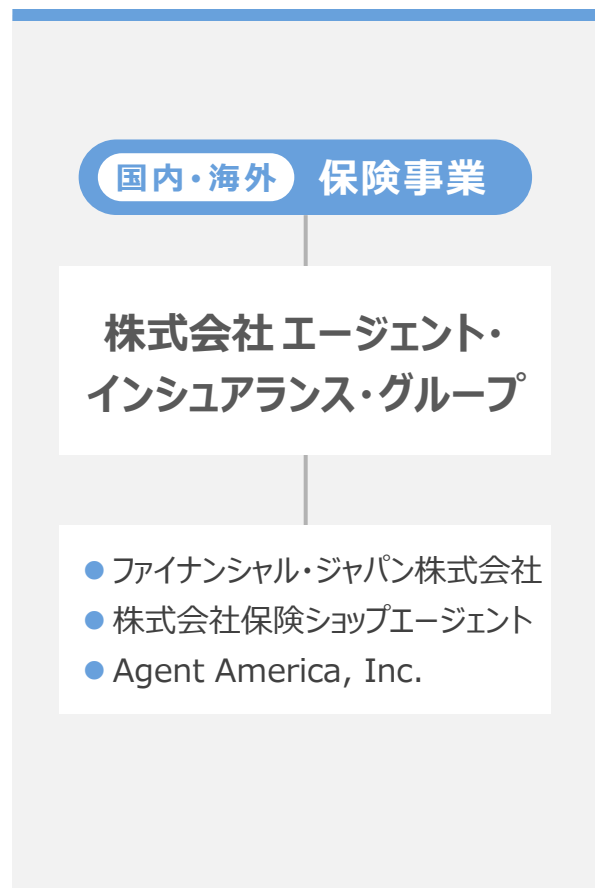 国内・海外 保険事業
株式会社 エージェント・
インシュアランス・グループ
● ファイナンシャル・ジャパン株式会社
● 株式会社保険ショップエージェント
● Agent America, Inc.